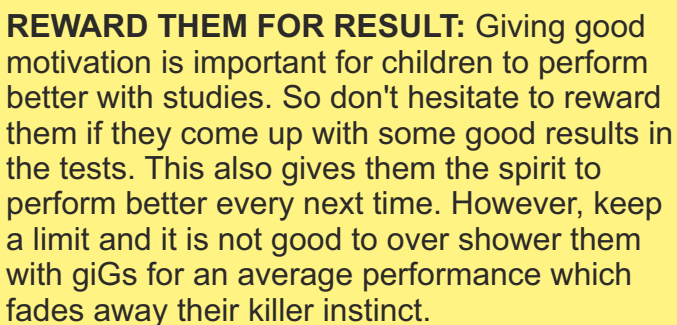 REWARD THEM FOR RESULT: Giving good
motivation is important for children to perform
better with studies. So don't hesitate to reward
them if they come up with some good results in
the tests. This also gives them the spirit to
perform better every next time. However, keep
a limit and it is not good to over shower them
with giGs for an average performance which
fades away their killer instinct.